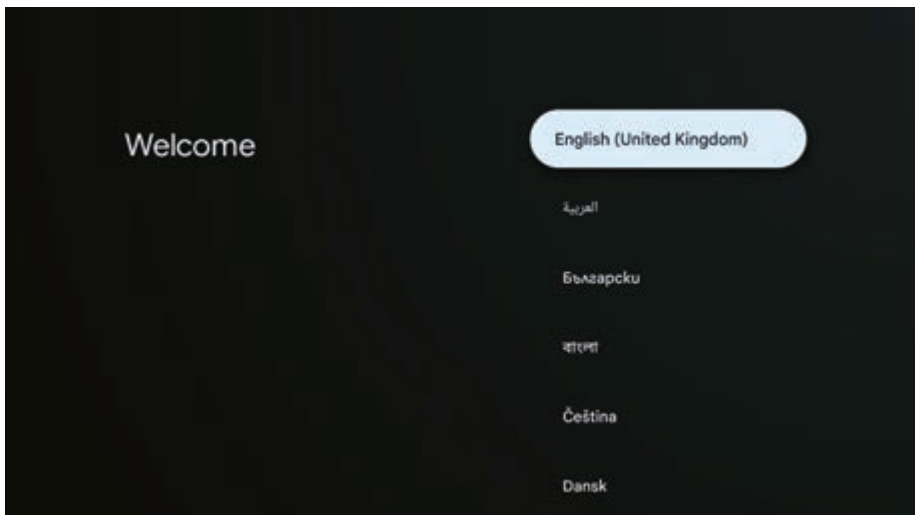 Welcome
English (United Kingdom)
العربية
Български
বাংলা
Čeština
Dansk